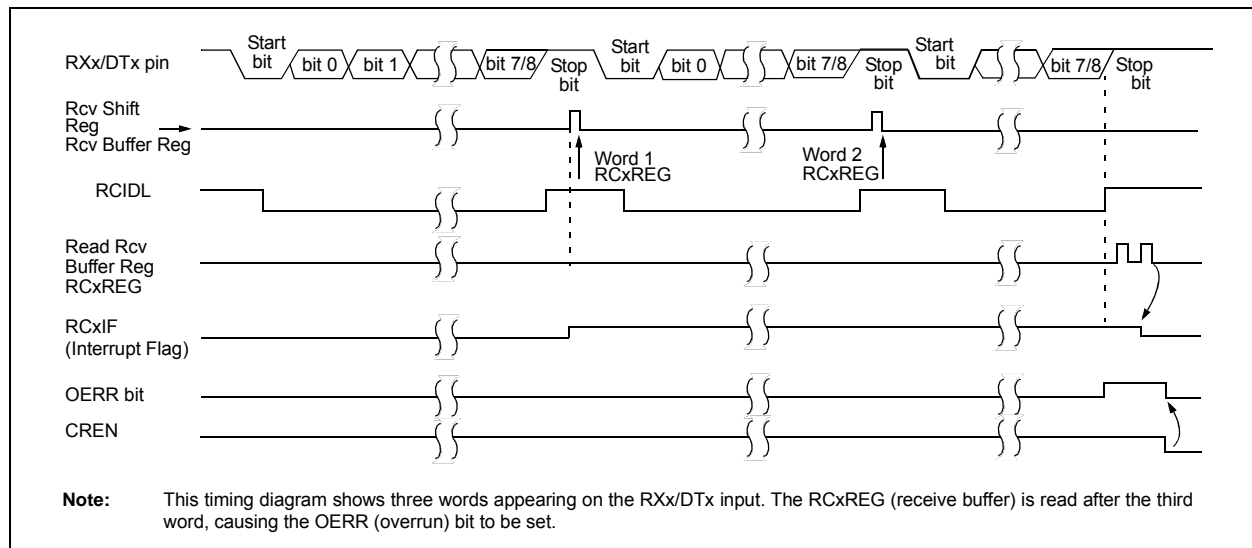 RXx/DTx pin
Start bit
bit 0
bit 1
bit 7/8
Stop bit
Start bit
bit 0
bit 7/8
Stop bit
Start bit
bit 7/8
Stop bit
Rcv Shift
Reg
Rcv Buffer Reg
Word 1
RCxREG
Word 2
RCxREG
RCIDL
Read Rcv
Buffer Reg
RCxREG
RCxIF
(Interrupt Flag)
OERR bit
CREN
Note: This timing diagram shows three words appearing on the RXx/DTx input. The RCxREG (receive buffer) is read after the third
word, causing the OERR (overrun) bit to be set.